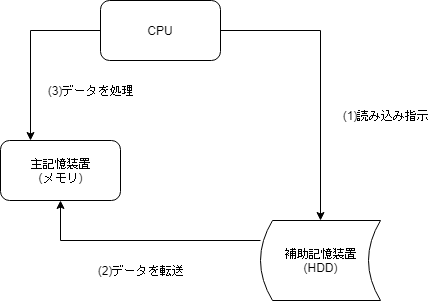 CPU
(3)データを処理
(1)読み込み指示
主記憶装置
(メモリ)
補助記憶装置
(HDD)
(2)データを転送